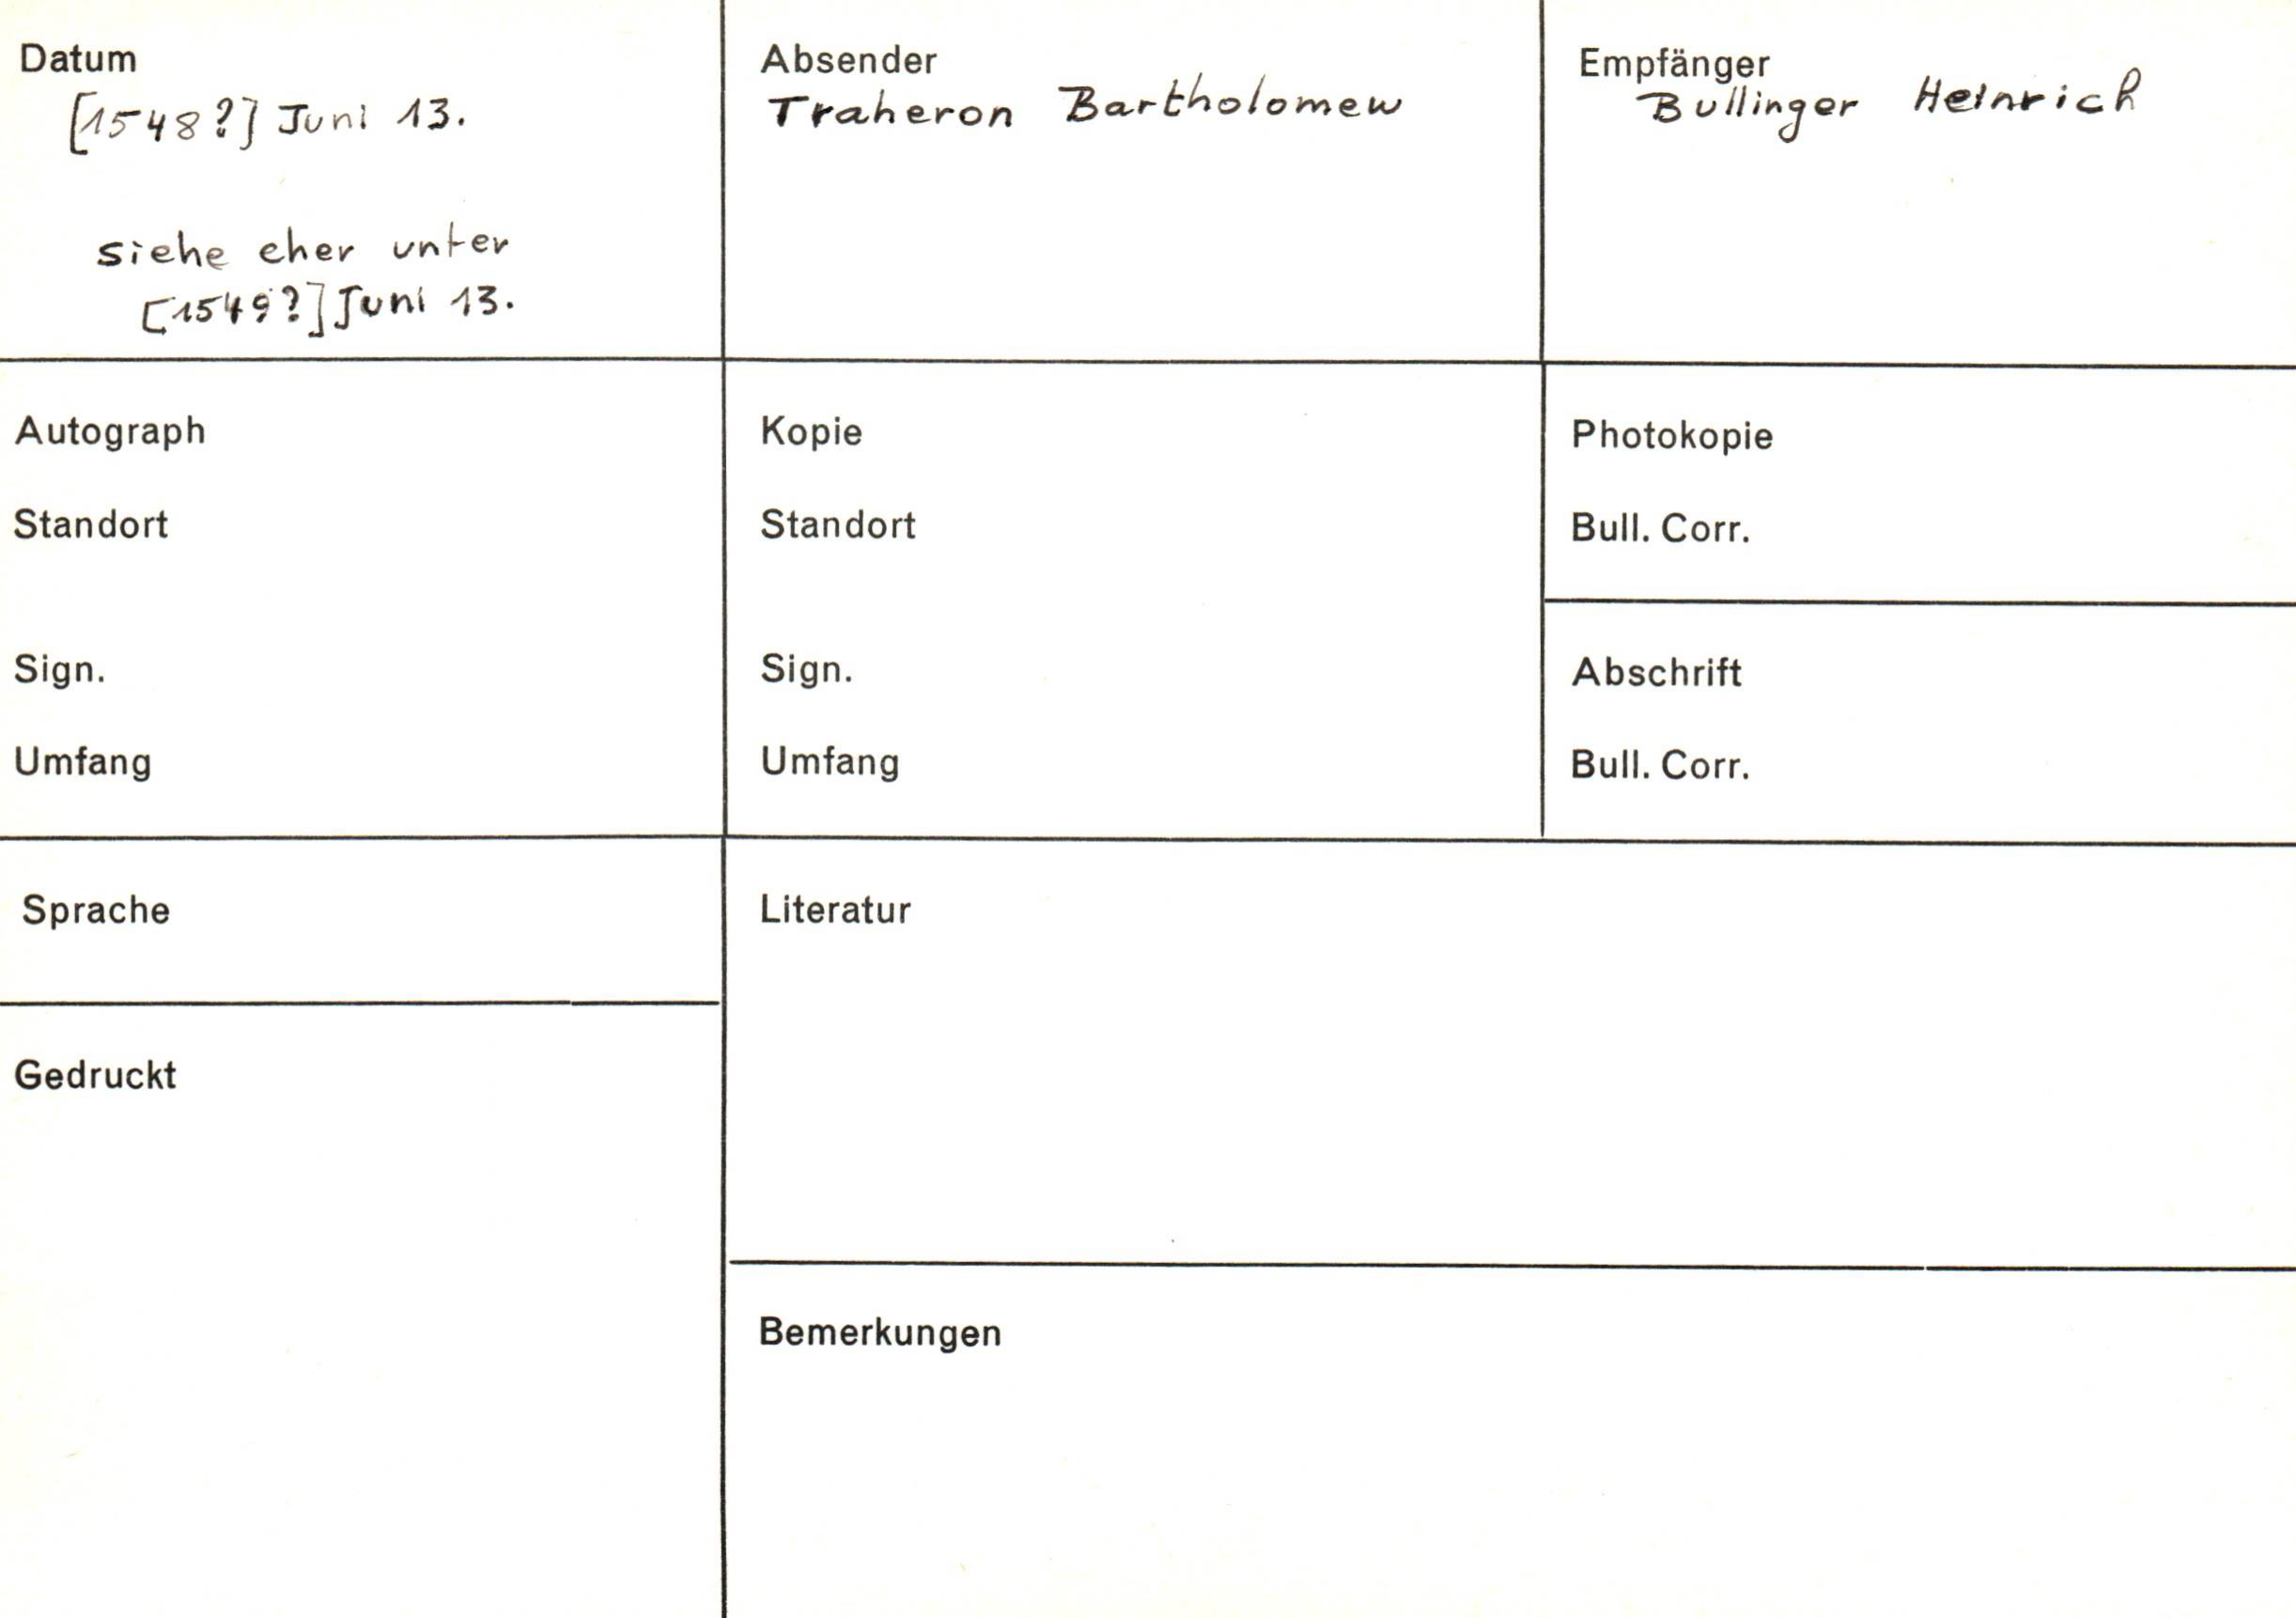 Datum
[1548?] Juni 13.
siehe eher unter
[1549?] Juni 13.
Absender
Traheron Bartholomew
Empfänger
Bullinger Heinrich
Autograph
Standort
Sign.
Umfang
Kopie
Standort
Sign.
Umfang
Photokopie
Bull. Corr.
Abschrift
Bull. Corr.
Sprache
Gedruckt
Literatur
Bemerkungen